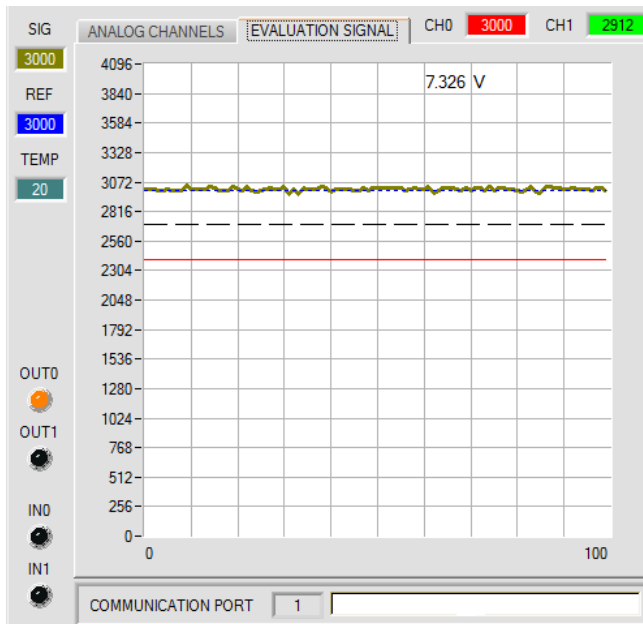 SIG
3000
REF
3000
TEMP
20
OUT0
OUT1
IN0
IN1
ANALOG CHANNELS EVALUATION SIGNAL CH0 3000 CH1 2912
7.326 V
4096
3840
3584
3328
3072
2816
2560
2304
2048
1792
1536
1280
1024
768
512
256
0
0 100
COMMUNICATION PORT 1